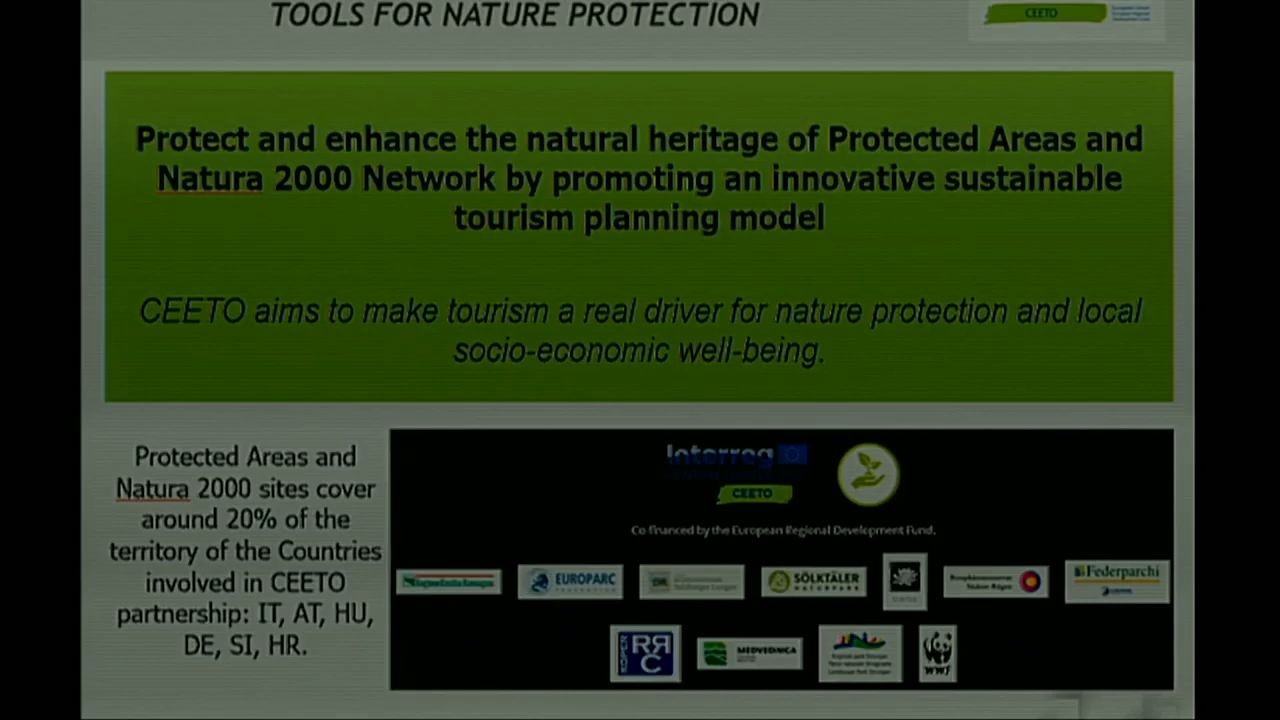 TOOLS FOR NATURE PROTECTION
CEETO
Protect and enhance the natural heritage of Protected Areas and
Natura 2000 Network by promoting an innovative sustainable
tourism planning model
CEETO aims to make tourism a real driver for nature protection and local
socio-economic well-being.
Protected Areas and
Natura 2000 sites cover
around 20% of the
territory of the Countries
involved in CEETO
partnership: IT, AT, HU,
DE, SI, HR.
Interreg
CEETO
Co-financed by the European Regional Development Fund.
EUROPARC
SÖLKTÄLER
NATURPARK
Federparchi
KOPER RRC
MEDVEDNICA
WWF